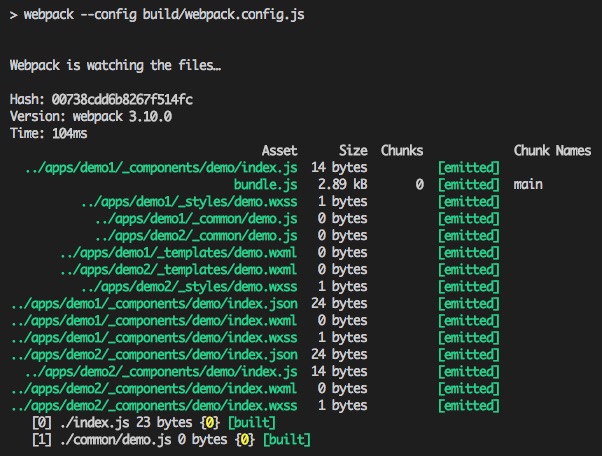 > webpack --config build/webpack.config.js
Webpack is watching the files…
Hash: 00738cdd6b8267f514fc
Version: webpack 3.10.0
Time: 104ms
Asset Size Chunks Chunk Names
../apps/demo1/_components/demo/index.js 14 bytes [emitted]
bundle.js 2.89 kB 0 [emitted] main
../apps/demo1/_styles/demo.wxss 1 bytes [emitted]
../apps/demo1/_common/demo.js 0 bytes [emitted]
../apps/demo2/_common/demo.js 0 bytes [emitted]
../apps/demo1/_templates/demo.wxml 0 bytes [emitted]
../apps/demo2/_templates/demo.wxml 0 bytes [emitted]
../apps/demo2/_styles/demo.wxss 1 bytes [emitted]
../apps/demo1/_components/demo/index.json 24 bytes [emitted]
../apps/demo1/_components/demo/index.wxml 0 bytes [emitted]
../apps/demo1/_components/demo/index.wxss 1 bytes [emitted]
../apps/demo2/_components/demo/index.json 24 bytes [emitted]
../apps/demo2/_components/demo/index.js 14 bytes [emitted]
../apps/demo2/_components/demo/index.wxml 0 bytes [emitted]
../apps/demo2/_components/demo/index.wxss 1 bytes [emitted]
[0] ./index.js 23 bytes {0} [built]
[1] ./common/demo.js 0 bytes {0} [built]